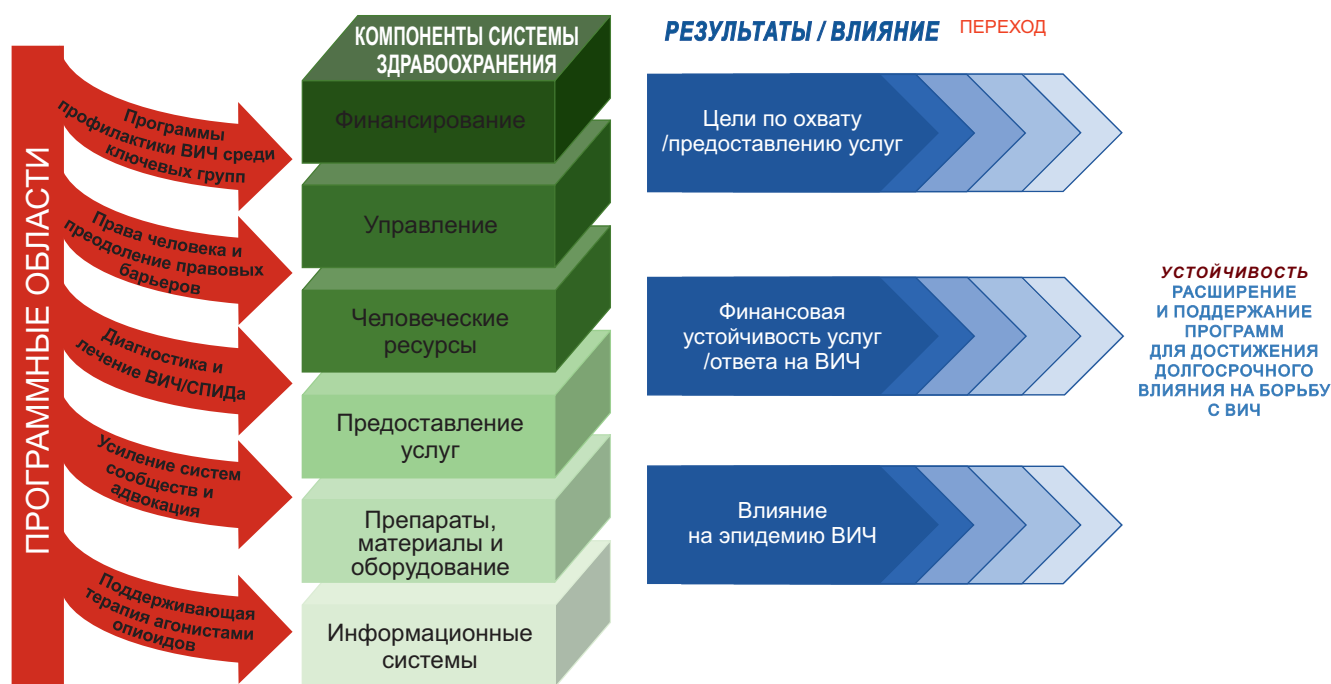 ПРОГРАММНЫЕ ОБЛАСТИ
Программы
профилактики ВИЧ среди
ключевых групп
Права человека и
преодоление правовых
барьеров
Диагностика и
лечение ВИЧ/СПИДа
Усиление систем
сообществ и
адвокация
Поддерживающая
терапия агонистами
опиоидов
КОМПОНЕНТЫ СИСТЕМЫ
ЗДРАВООХРАНЕНИЯ
Финансирование
Управление
Человеческие
ресурсы
Предоставление
услуг
Препараты,
материалы и
оборудование
Информационные
системы
РЕЗУЛЬТАТЫ / ВЛИЯНИЕ
ПЕРЕХОД
Цели по охвату
/предоставлению услуг
Финансовая
устойчивость услуг
/ответа на ВИЧ
Влияние
на эпидемию ВИЧ
УСТОЙЧИВОСТЬ
РАСШИРЕНИЕ
И ПОДДЕРЖАНИЕ
ПРОГРАММ
ДЛЯ ДОСТИЖЕНИЯ
ДОЛГОСРОЧНОГО
ВЛИЯНИЯ НА БОРЬБУ
С ВИЧ